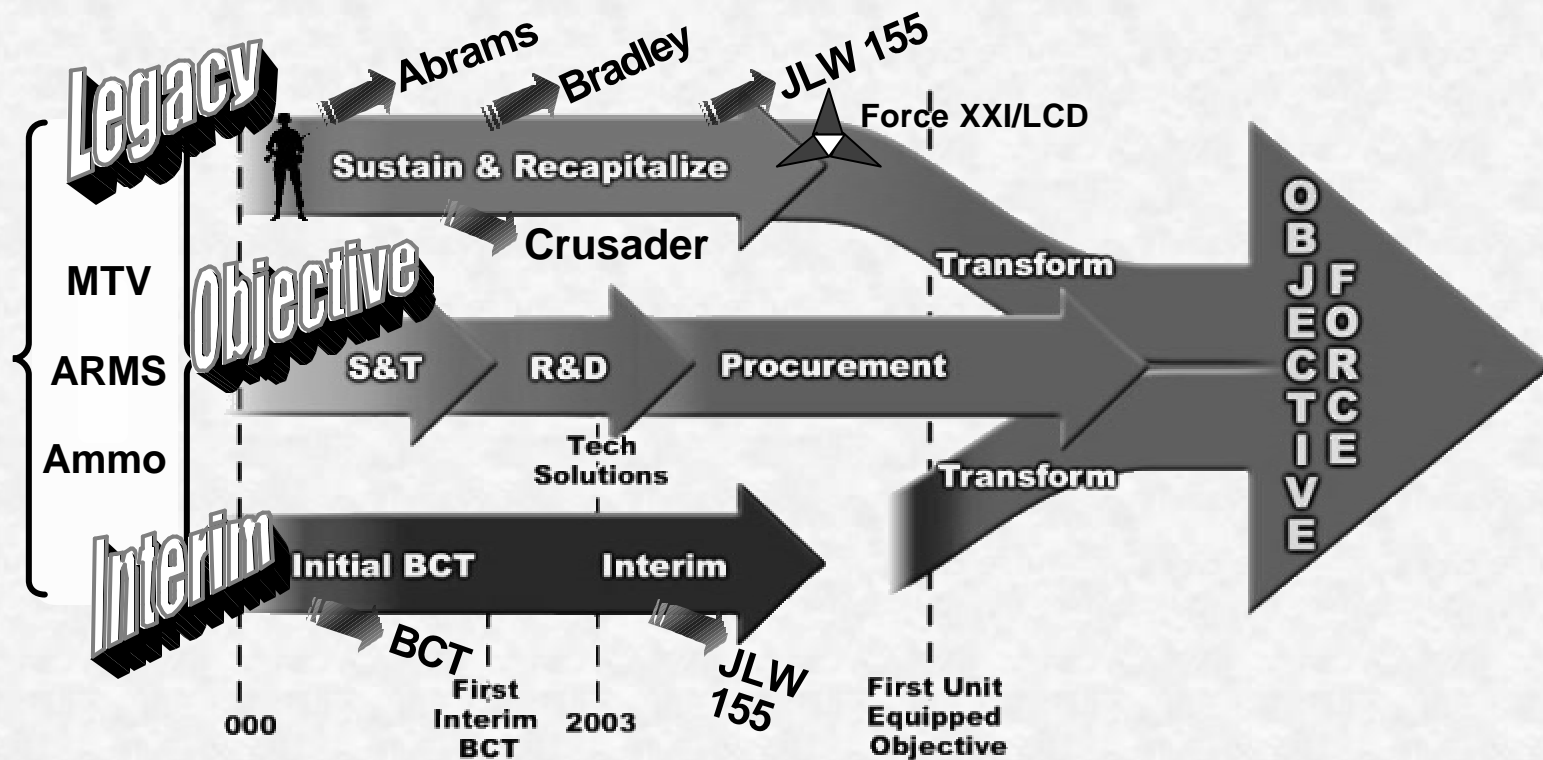 Legacy
Abrams
Bradley
JLW 155
Force XXI/LCD
Sustain & Recapitalize
Crusader
MTV
ARMS
Ammo
Objective
S&T
R&D
Procurement
Transform
Tech
Solutions
Transform
OBJECTIVE
FORCE
Interim
Initial BCT
Interim
BCT
JLW
155
000
First
Interim
BCT
2003
First Unit
Equipped
Objective